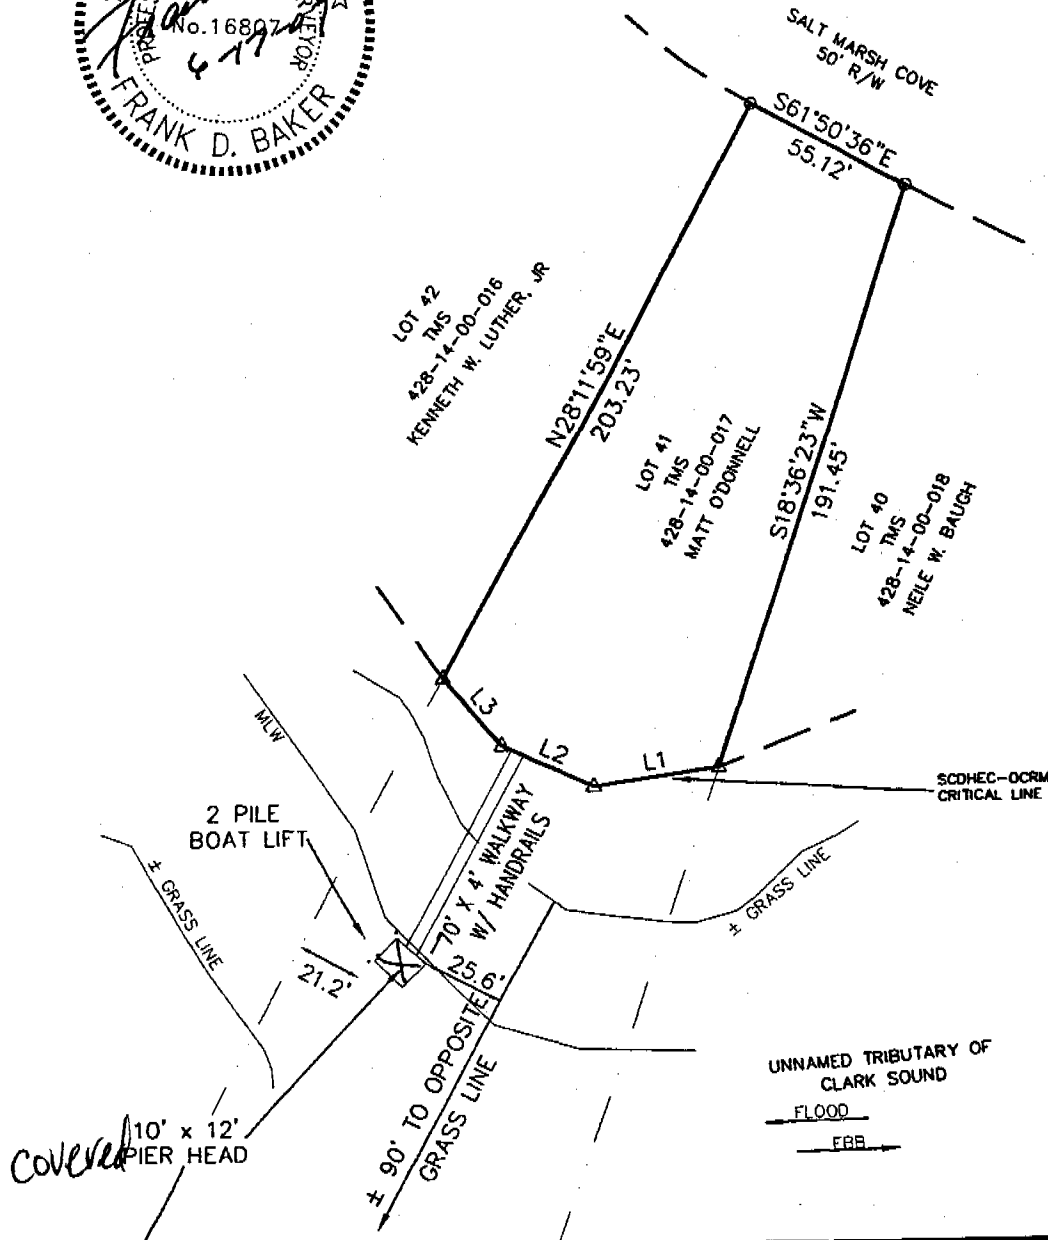 No.16807
4-17-0
FRANK D. BAKER
SALT MARSH COVE
50' R/W
S61°50'36"E
55.12'
LOT 42
TMS
428-14-00-016
KENNETH W. LUTHER, JR
N28°11'59"E
203.23'
LOT 41
TMS
428-14-00-017
MATT O'DONNELL
S18°36'23"W
191.45'
LOT 40
TMS
428-14-00-018
NEILE W. BAUGH
L3
L2
L1
SCDHEC-OCRM
CRITICAL LINE
MLW
2 PILE
BOAT LIFT
70' X 4' WALKWAY
W/ HANDRAILS
± GRASS LINE
± GRASS LINE
21.2'
25.6'
± 90' TO OPPOSITE
GRASS LINE
UNNAMED TRIBUTARY OF
CLARK SOUND
FLOOD
EBB
covered 10' x 12'
PIER HEAD